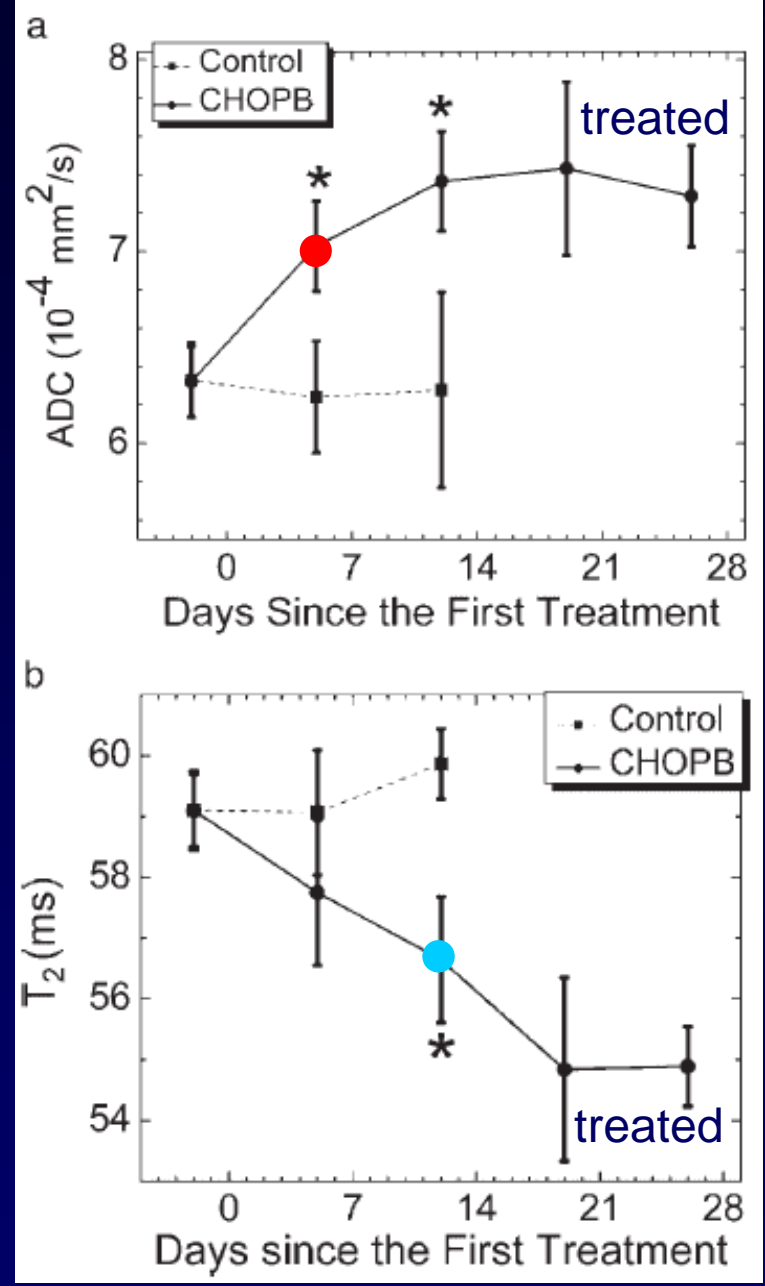 a
Control
CHOPB
treated
*
*
8
7
6
ADC (10⁻⁴ mm²/s)
0 7 14 21 28
Days Since the First Treatment
b
Control
CHOPB
60
58
56
54
T₂ (ms)
*
treated
0 7 14 21 28
Days since the First Treatment